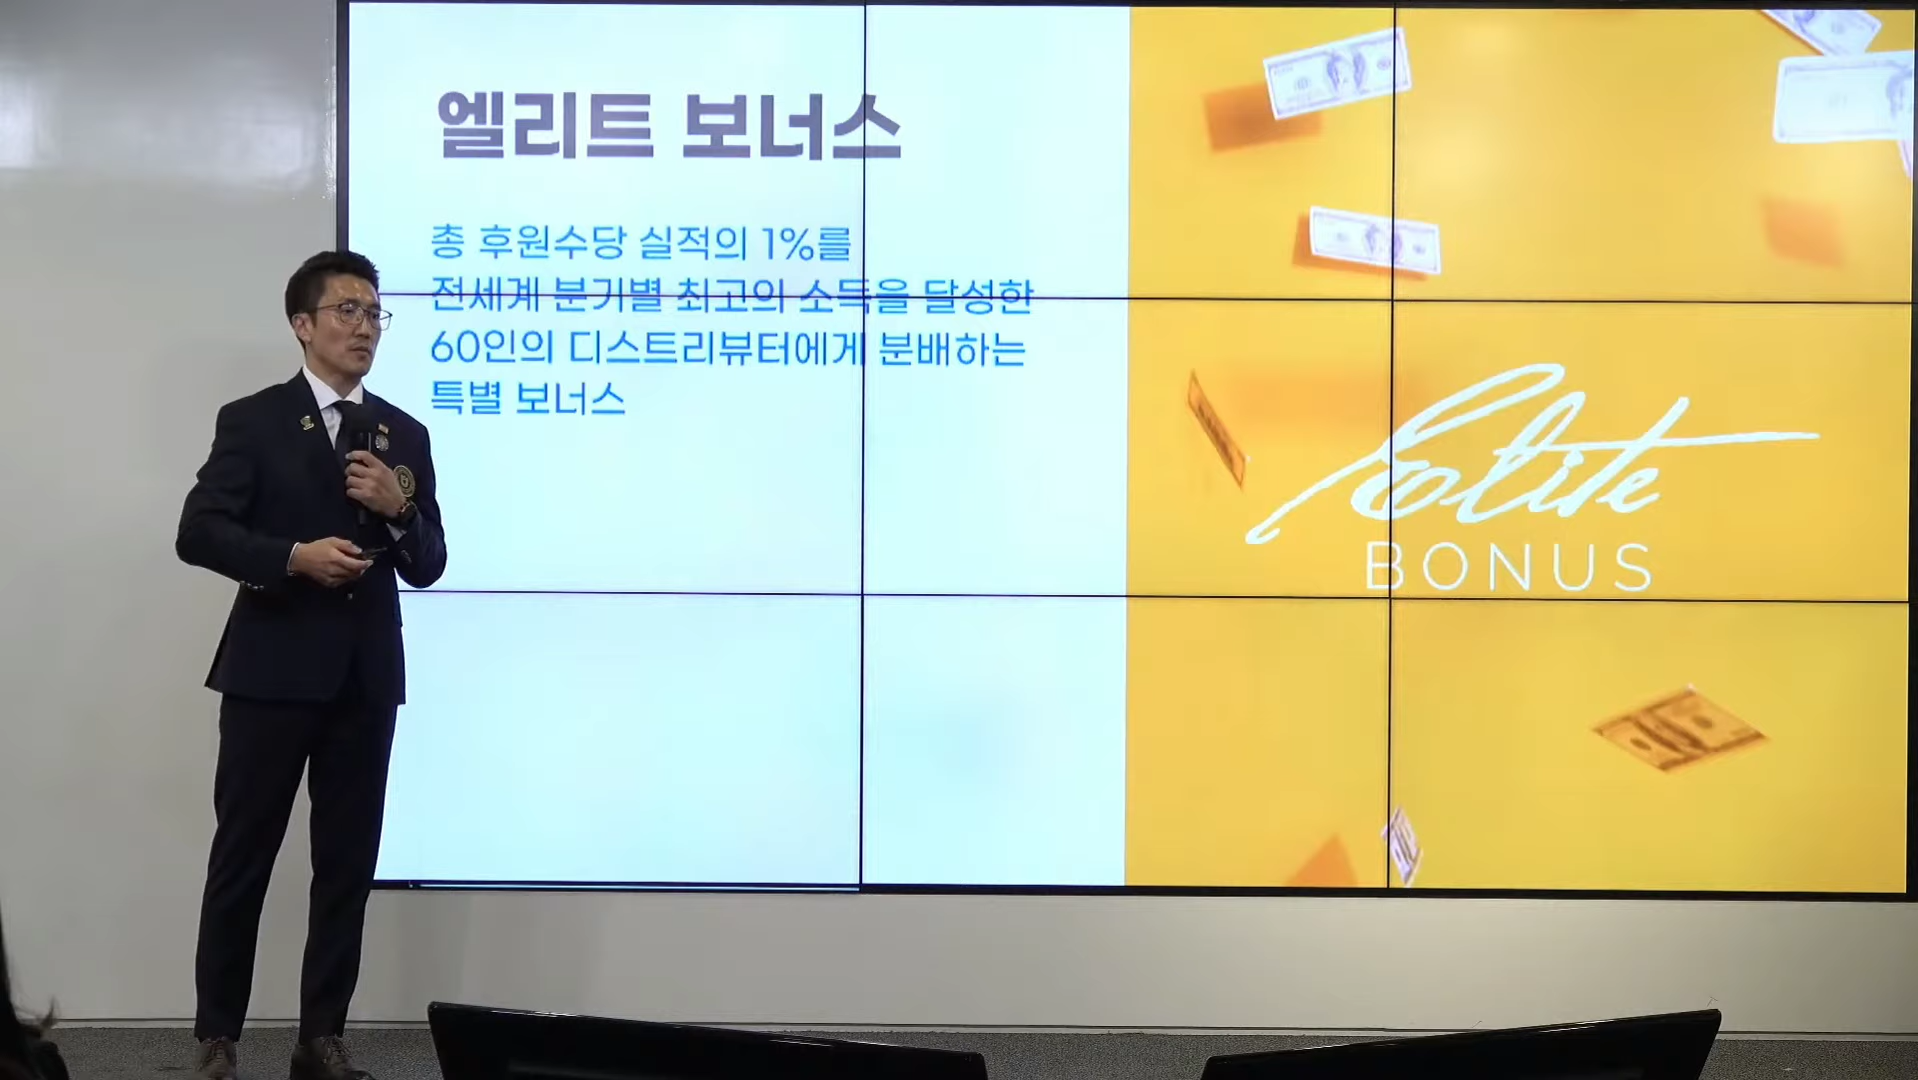 엘리트 보너스
총 후원수당 실적의 1%를
전세계 분기별 최고의 소득을 달성한
60인의 디스트리뷰터에게 분배하는
특별 보너스
Elite
BONUS